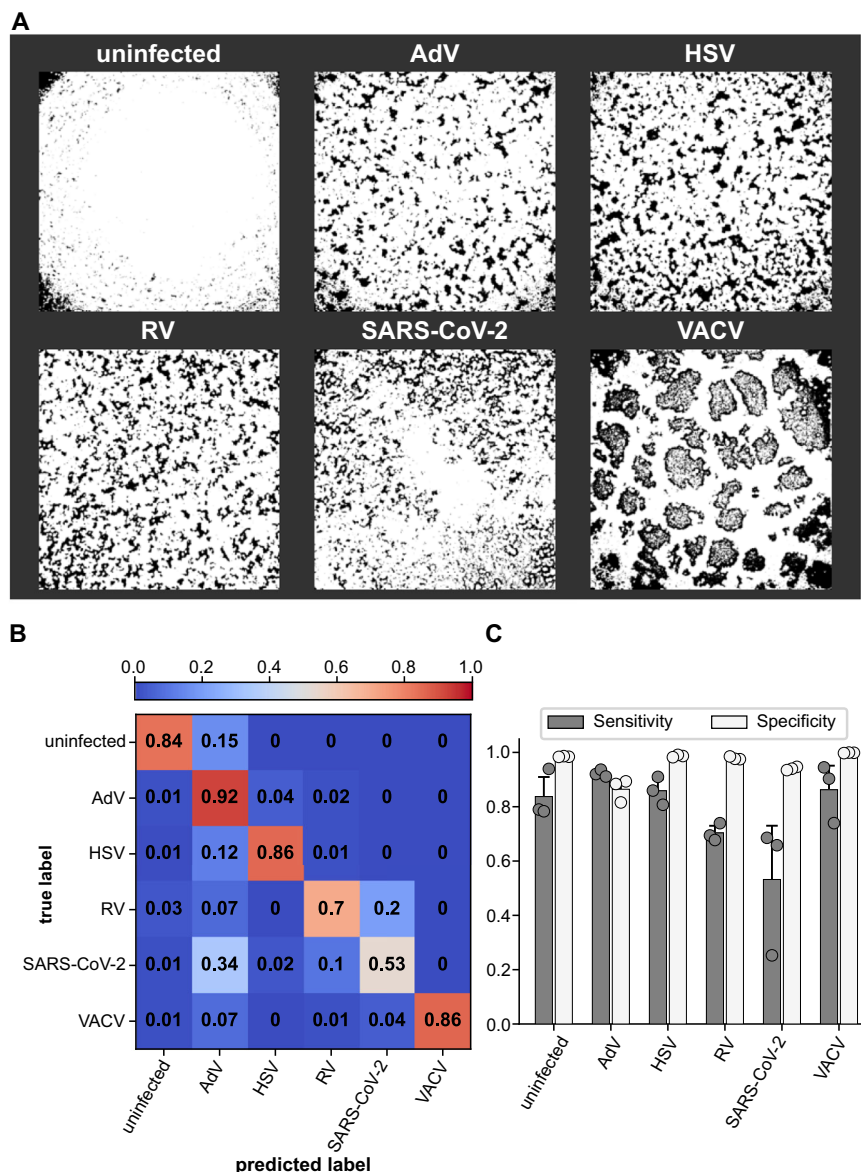 A
uninfected AdV HSV
RV SARS-CoV-2 VACV
B
0.0 0.2 0.4 0.6 0.8 1.0
true label
uninfected 0.84 0.15 0 0 0 0
AdV 0.01 0.92 0.04 0.02 0 0
HSV 0.01 0.12 0.86 0.01 0 0
RV 0.03 0.07 0 0.7 0.2 0
SARS-CoV-2 0.01 0.34 0.02 0.1 0.53 0
VACV 0.01 0.07 0 0.01 0.04 0.86
uninfected AdV HSV RV SARS-CoV-2 VACV
predicted label
C
Sensitivity Specificity
1.0
0.8
0.6
0.4
0.2
0.0
uninfected AdV HSV RV SARS-CoV-2 VACV